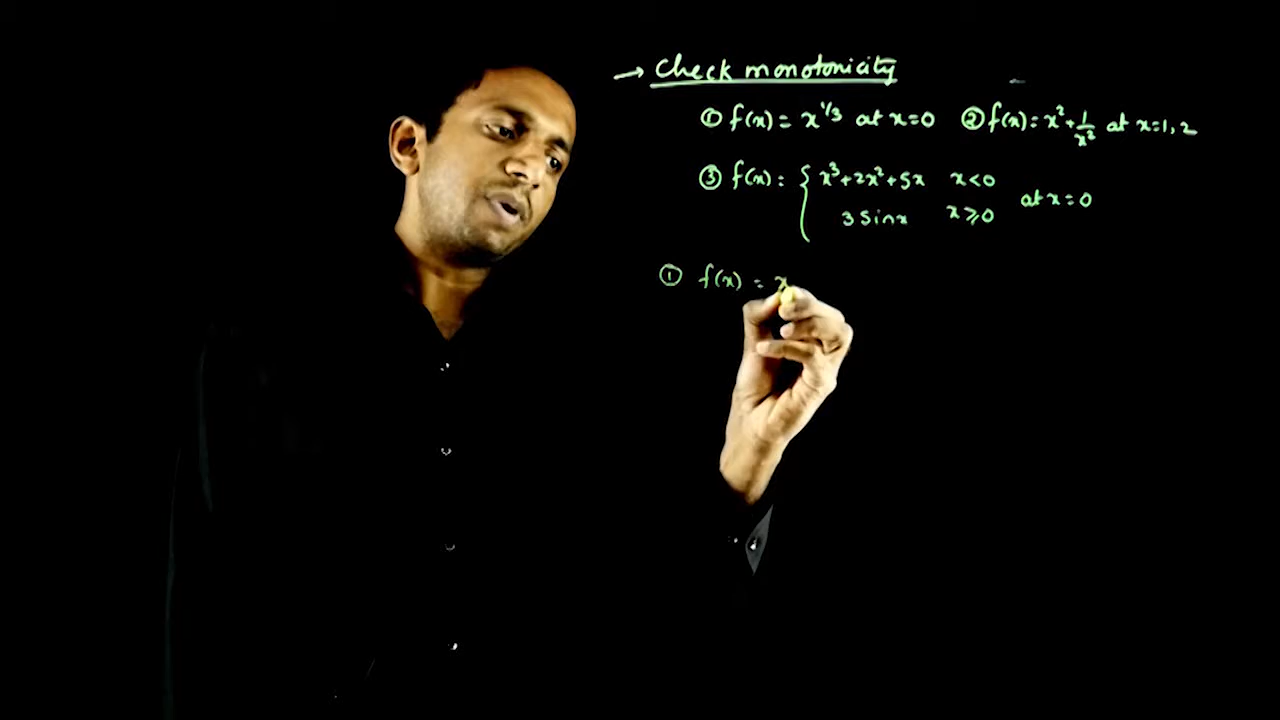 → Check monotonicity
① f(x) = x^1/3 at x=0 ② f(x) = x² + 1/x² at x=1,2
③ f(x) = { x³+2x²+5x x<0
3 Sin x x⩾0 at x=0
① f(x) = x